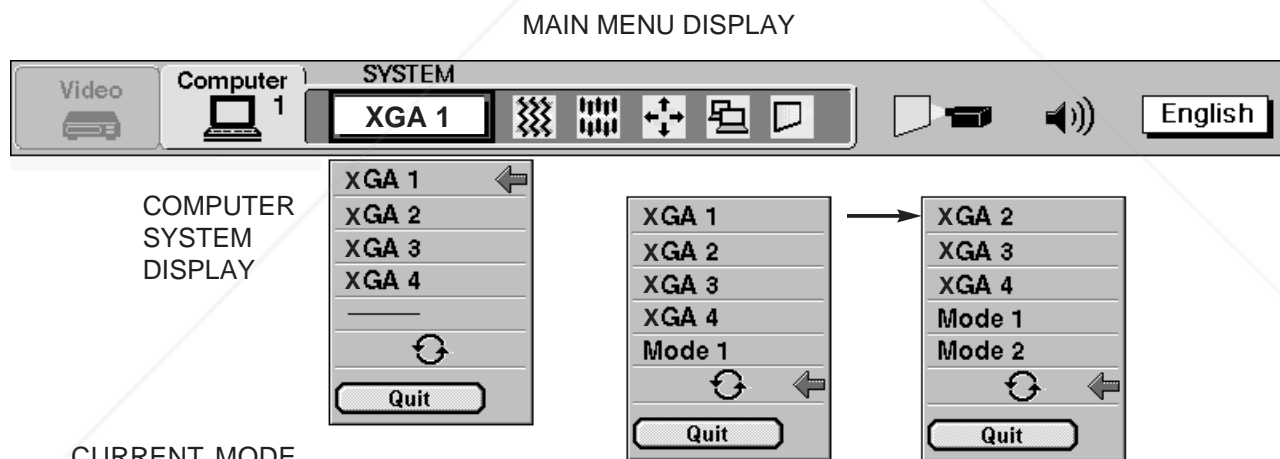 MAIN MENU DISPLAY
Video
Computer
1
SYSTEM
XGA 1
English
COMPUTER
SYSTEM
DISPLAY
XGA 1
XGA 2
XGA 3
XGA 4
Quit
XGA 1
XGA 2
XGA 3
XGA 4
Mode 1
Quit
XGA 2
XGA 3
XGA 4
Mode 1
Mode 2
Quit
CURRENT MODE